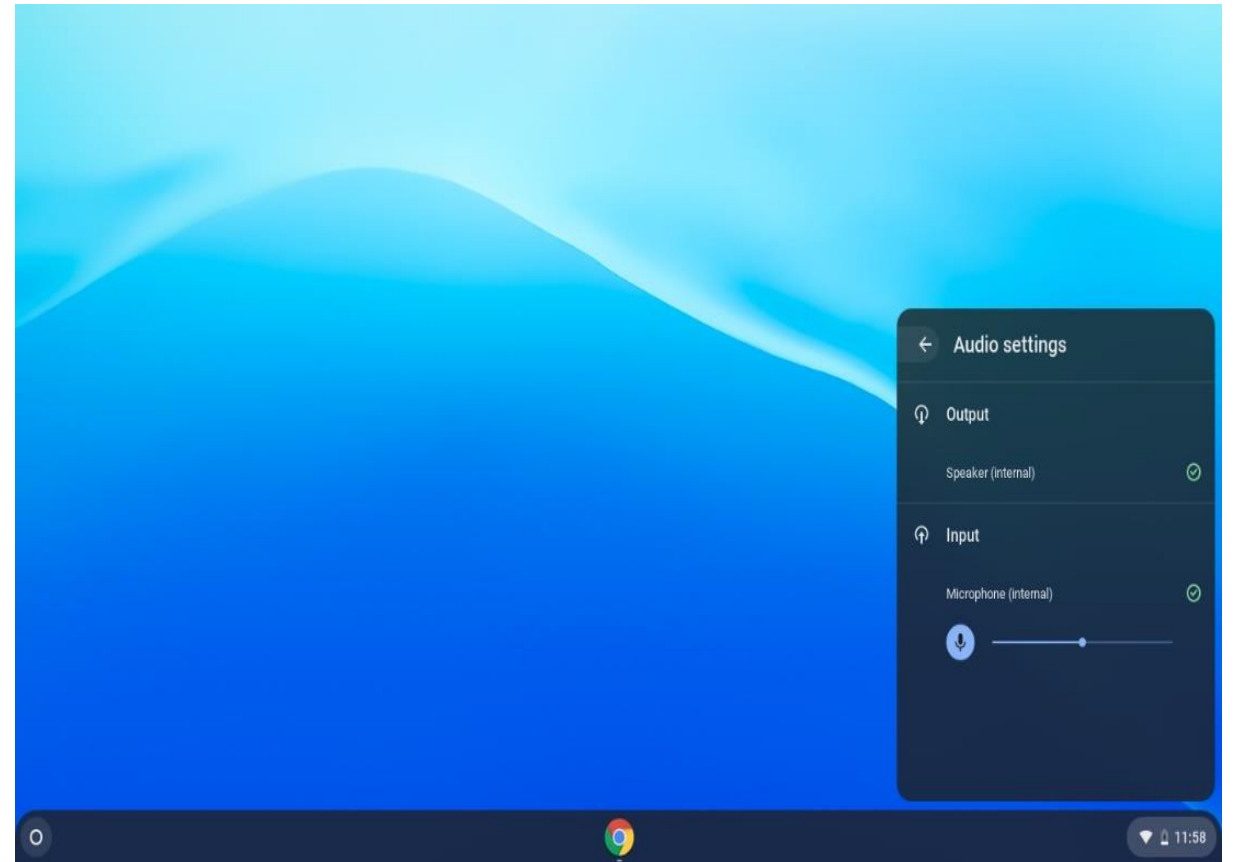 Audio settings
Output
Speaker (internal)
Input
Microphone (internal)
11:58